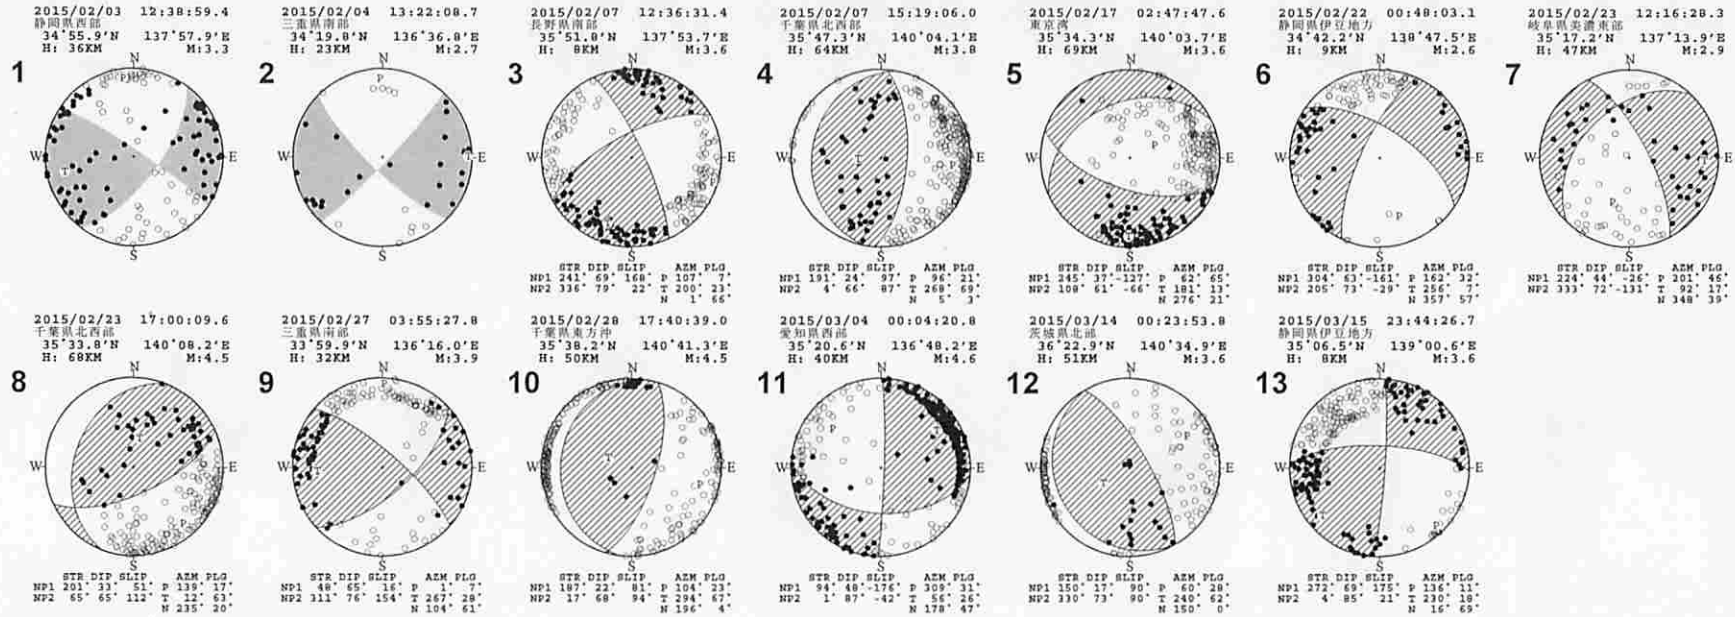 2015/02/03 12:38:59.4
静岡県西部
34°55.9'N 137°57.9'E
H: 36KM M:3.3
1
N
P
W
T
E
S
2015/02/04 13:22:08.7
三重県南部
34°19.8'N 136°36.8'E
H: 23KM M:2.7
2
N
P
W
T
E
S
2015/02/07 12:36:31.4
長野県南部
35°51.8'N 137°53.7'E
H: 8KM M:3.6
3
N
W
E
P
T
S
STR DIP SLIP AZM PLG
NP1 241° 69° 168° P 107° 7°
NP2 336° 79° 22° T 200° 23°
N 1° 66°
2015/02/07 15:19:06.0
千葉県北西部
35°47.3'N 140°04.1'E
H: 64KM M:3.8
4
N
W
T
P
E
S
STR DIP SLIP AZM PLG
NP1 191° 24° 97° P 96° 21°
NP2 4° 66° 87° T 268° 69°
N 5° 3°
2015/02/17 02:47:47.6
東京湾
35°34.3'N 140°03.7'E
H: 69KM M:3.6
5
N
P
W
E
T
S
STR DIP SLIP AZM PLG
NP1 245° 37° -127° P 62° 65°
NP2 108° 61° -66° T 181° 13°
N 276° 21°
2015/02/22 00:48:03.1
静岡県伊豆地方
34°42.2'N 138°47.5'E
H: 9KM M:2.6
6
N
W
E
T
P
S
STR DIP SLIP AZM PLG
NP1 304° 63° -161° P 162° 32°
NP2 205° 73° -29° T 256° 7°
N 357° 57°
2015/02/23 12:16:28.3
岐阜県美濃東部
35°17.2'N 137°13.9'E
H: 47KM M:2.9
7
N
W
T
E
P
S
STR DIP SLIP AZM PLG
NP1 224° 44° -26° P 201° 46°
NP2 333° 72° -131° T 92° 17°
N 348° 39°
2015/02/23 17:00:09.6
千葉県北西部
35°33.8'N 140°08.2'E
H: 68KM M:4.5
8
N
T
W
E
P
S
STR DIP SLIP AZM PLG
NP1 201° 33° 51° P 139° 17°
NP2 65° 65° 112° T 12° 63°
N 235° 20°
2015/02/27 03:55:27.8
三重県南部
33°59.9'N 136°16.0'E
H: 32KM M:3.9
9
N
P
W
T
E
S
STR DIP SLIP AZM PLG
NP1 48° 65° 16° P 1° 7°
NP2 311° 76° 154° T 267° 28°
N 104° 61°
2015/02/28 17:40:39.0
千葉県東方沖
35°38.2'N 140°41.3'E
H: 50KM M:4.5
10
N
T
W
E
P
S
STR DIP SLIP AZM PLG
NP1 187° 22° 81° P 104° 23°
NP2 17° 68° 94° T 294° 67°
N 196° 4°
2015/03/04 00:04:20.8
愛知県西部
35°20.6'N 136°48.2'E
H: 40KM M:4.6
11
N
P
W
E
S
STR DIP SLIP AZM PLG
NP1 94° 48° -176° P 309° 31°
NP2 1° 87° -42° T 56° 26°
N 178° 47°
2015/03/14 00:23:53.8
茨城県北部
36°22.9'N 140°34.9'E
H: 51KM M:3.6
12
N
P
W
T
E
S
STR DIP SLIP AZM PLG
NP1 150° 17° 90° P 60° 28°
NP2 330° 73° 90° T 240° 62°
N 150° 0°
2015/03/15 23:44:26.7
静岡県伊豆地方
35°06.5'N 139°00.6'E
H: 8KM M:3.6
13
N
W
E
T
P
S
STR DIP SLIP AZM PLG
NP1 272° 69° 175° P 136° 11°
NP2 4° 85° 21° T 230° 18°
N 16° 69°